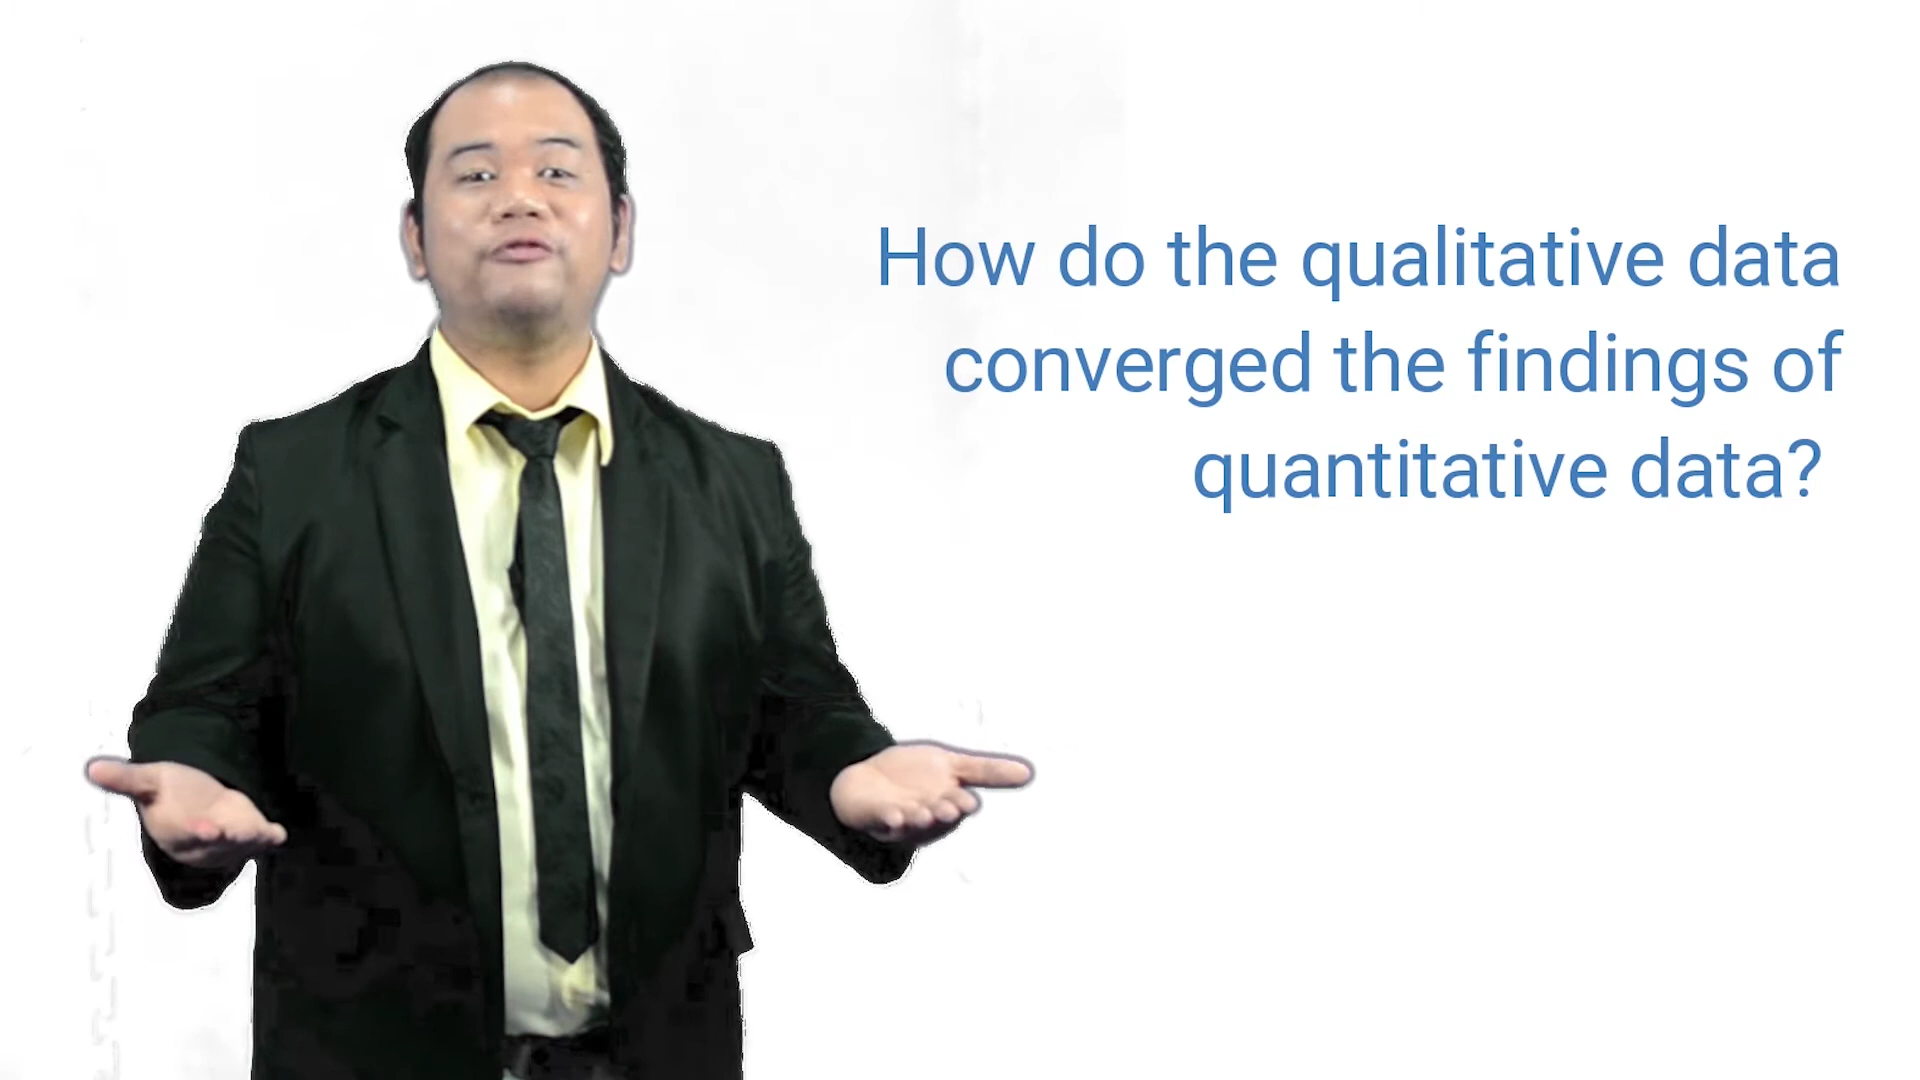 How do the qualitative data
converged the findings of
quantitative data?